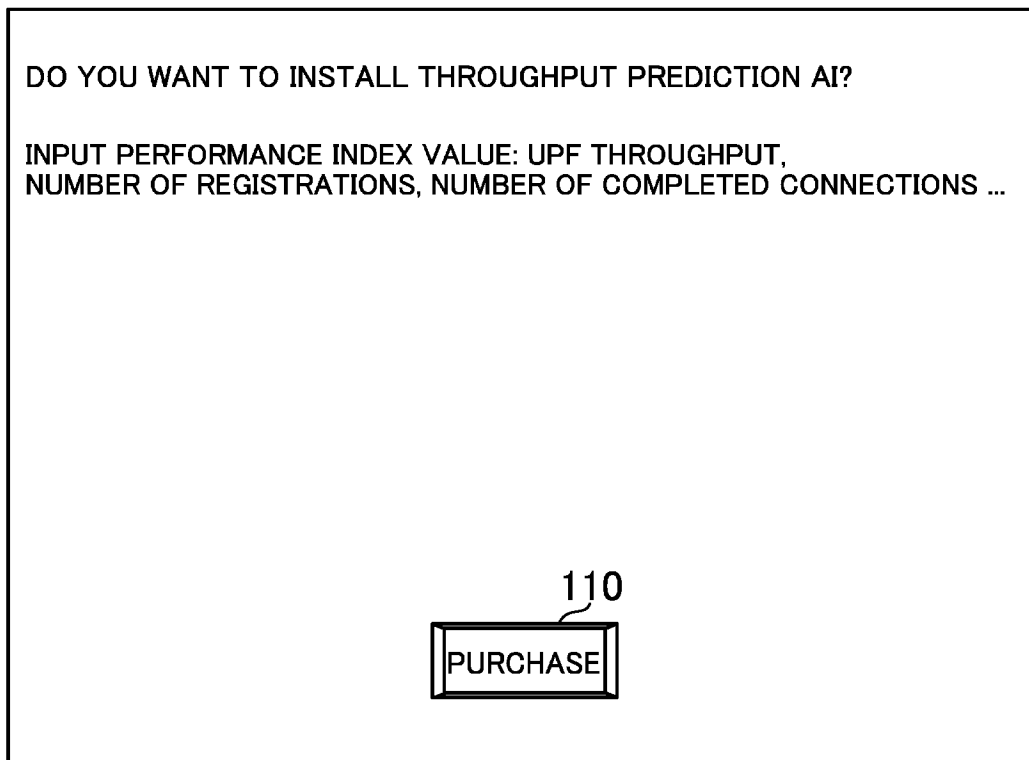 DO YOU WANT TO INSTALL THROUGHPUT PREDICTION AI?
INPUT PERFORMANCE INDEX VALUE: UPF THROUGHPUT,
NUMBER OF REGISTRATIONS, NUMBER OF COMPLETED CONNECTIONS ...
110
PURCHASE